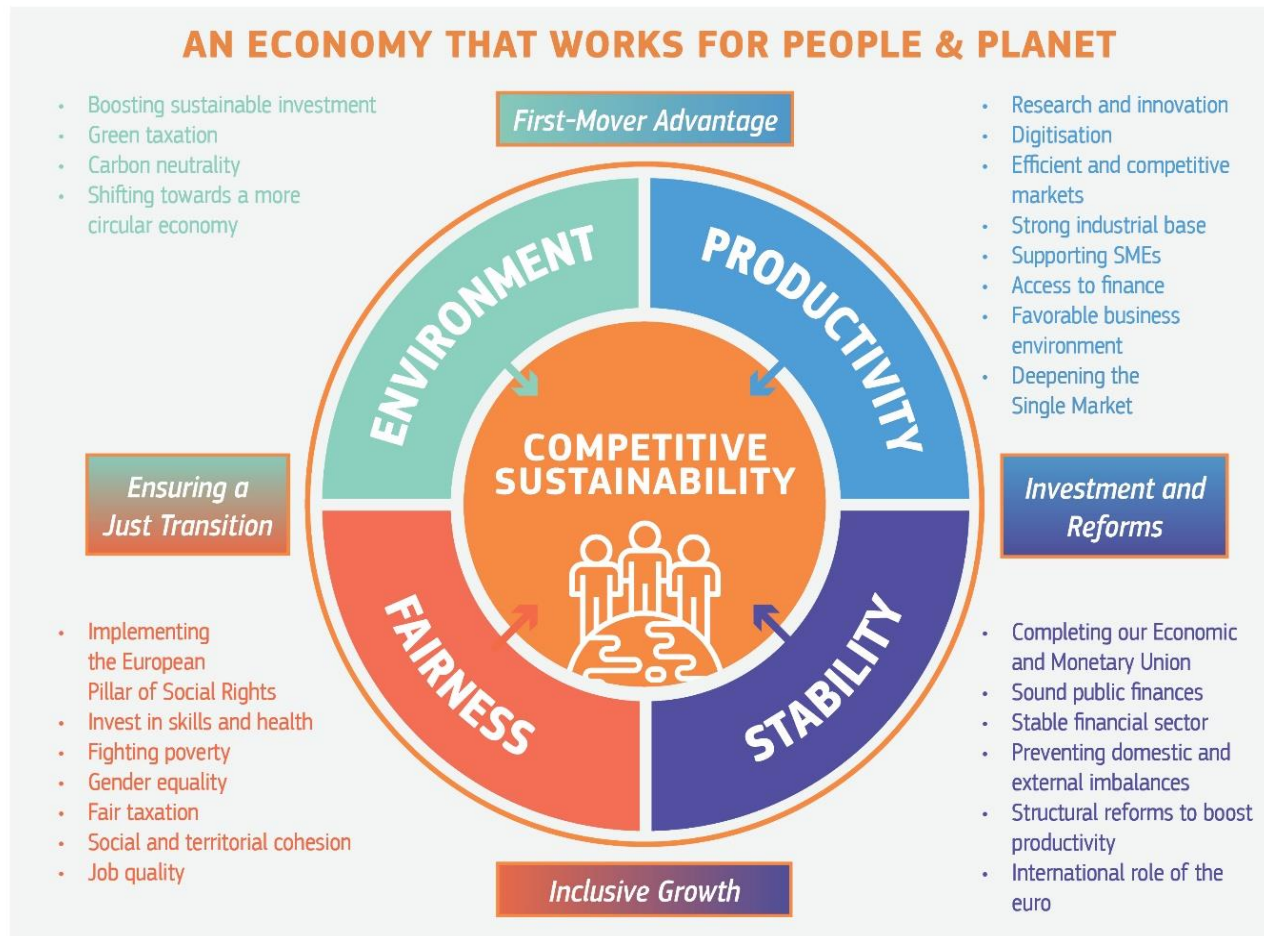 AN ECONOMY THAT WORKS FOR PEOPLE & PLANET
• Boosting sustainable investment
• Green taxation
• Carbon neutrality
• Shifting towards a more
circular economy
First-Mover Advantage
• Research and innovation
• Digitisation
• Efficient and competitive
markets
• Strong industrial base
• Supporting SMEs
• Access to finance
• Favorable business
environment
• Deepening the
Single Market
ENVIRONMENT
PRODUCTIVITY
COMPETITIVE
SUSTAINABILITY
Ensuring a
Just Transition
Investment and
Reforms
FAIRNESS
STABILITY
• Implementing
the European
Pillar of Social Rights
• Invest in skills and health
• Fighting poverty
• Gender equality
• Fair taxation
• Social and territorial cohesion
• Job quality
Inclusive Growth
• Completing our Economic
and Monetary Union
• Sound public finances
• Stable financial sector
• Preventing domestic and
external imbalances
• Structural reforms to boost
productivity
• International role of the
euro